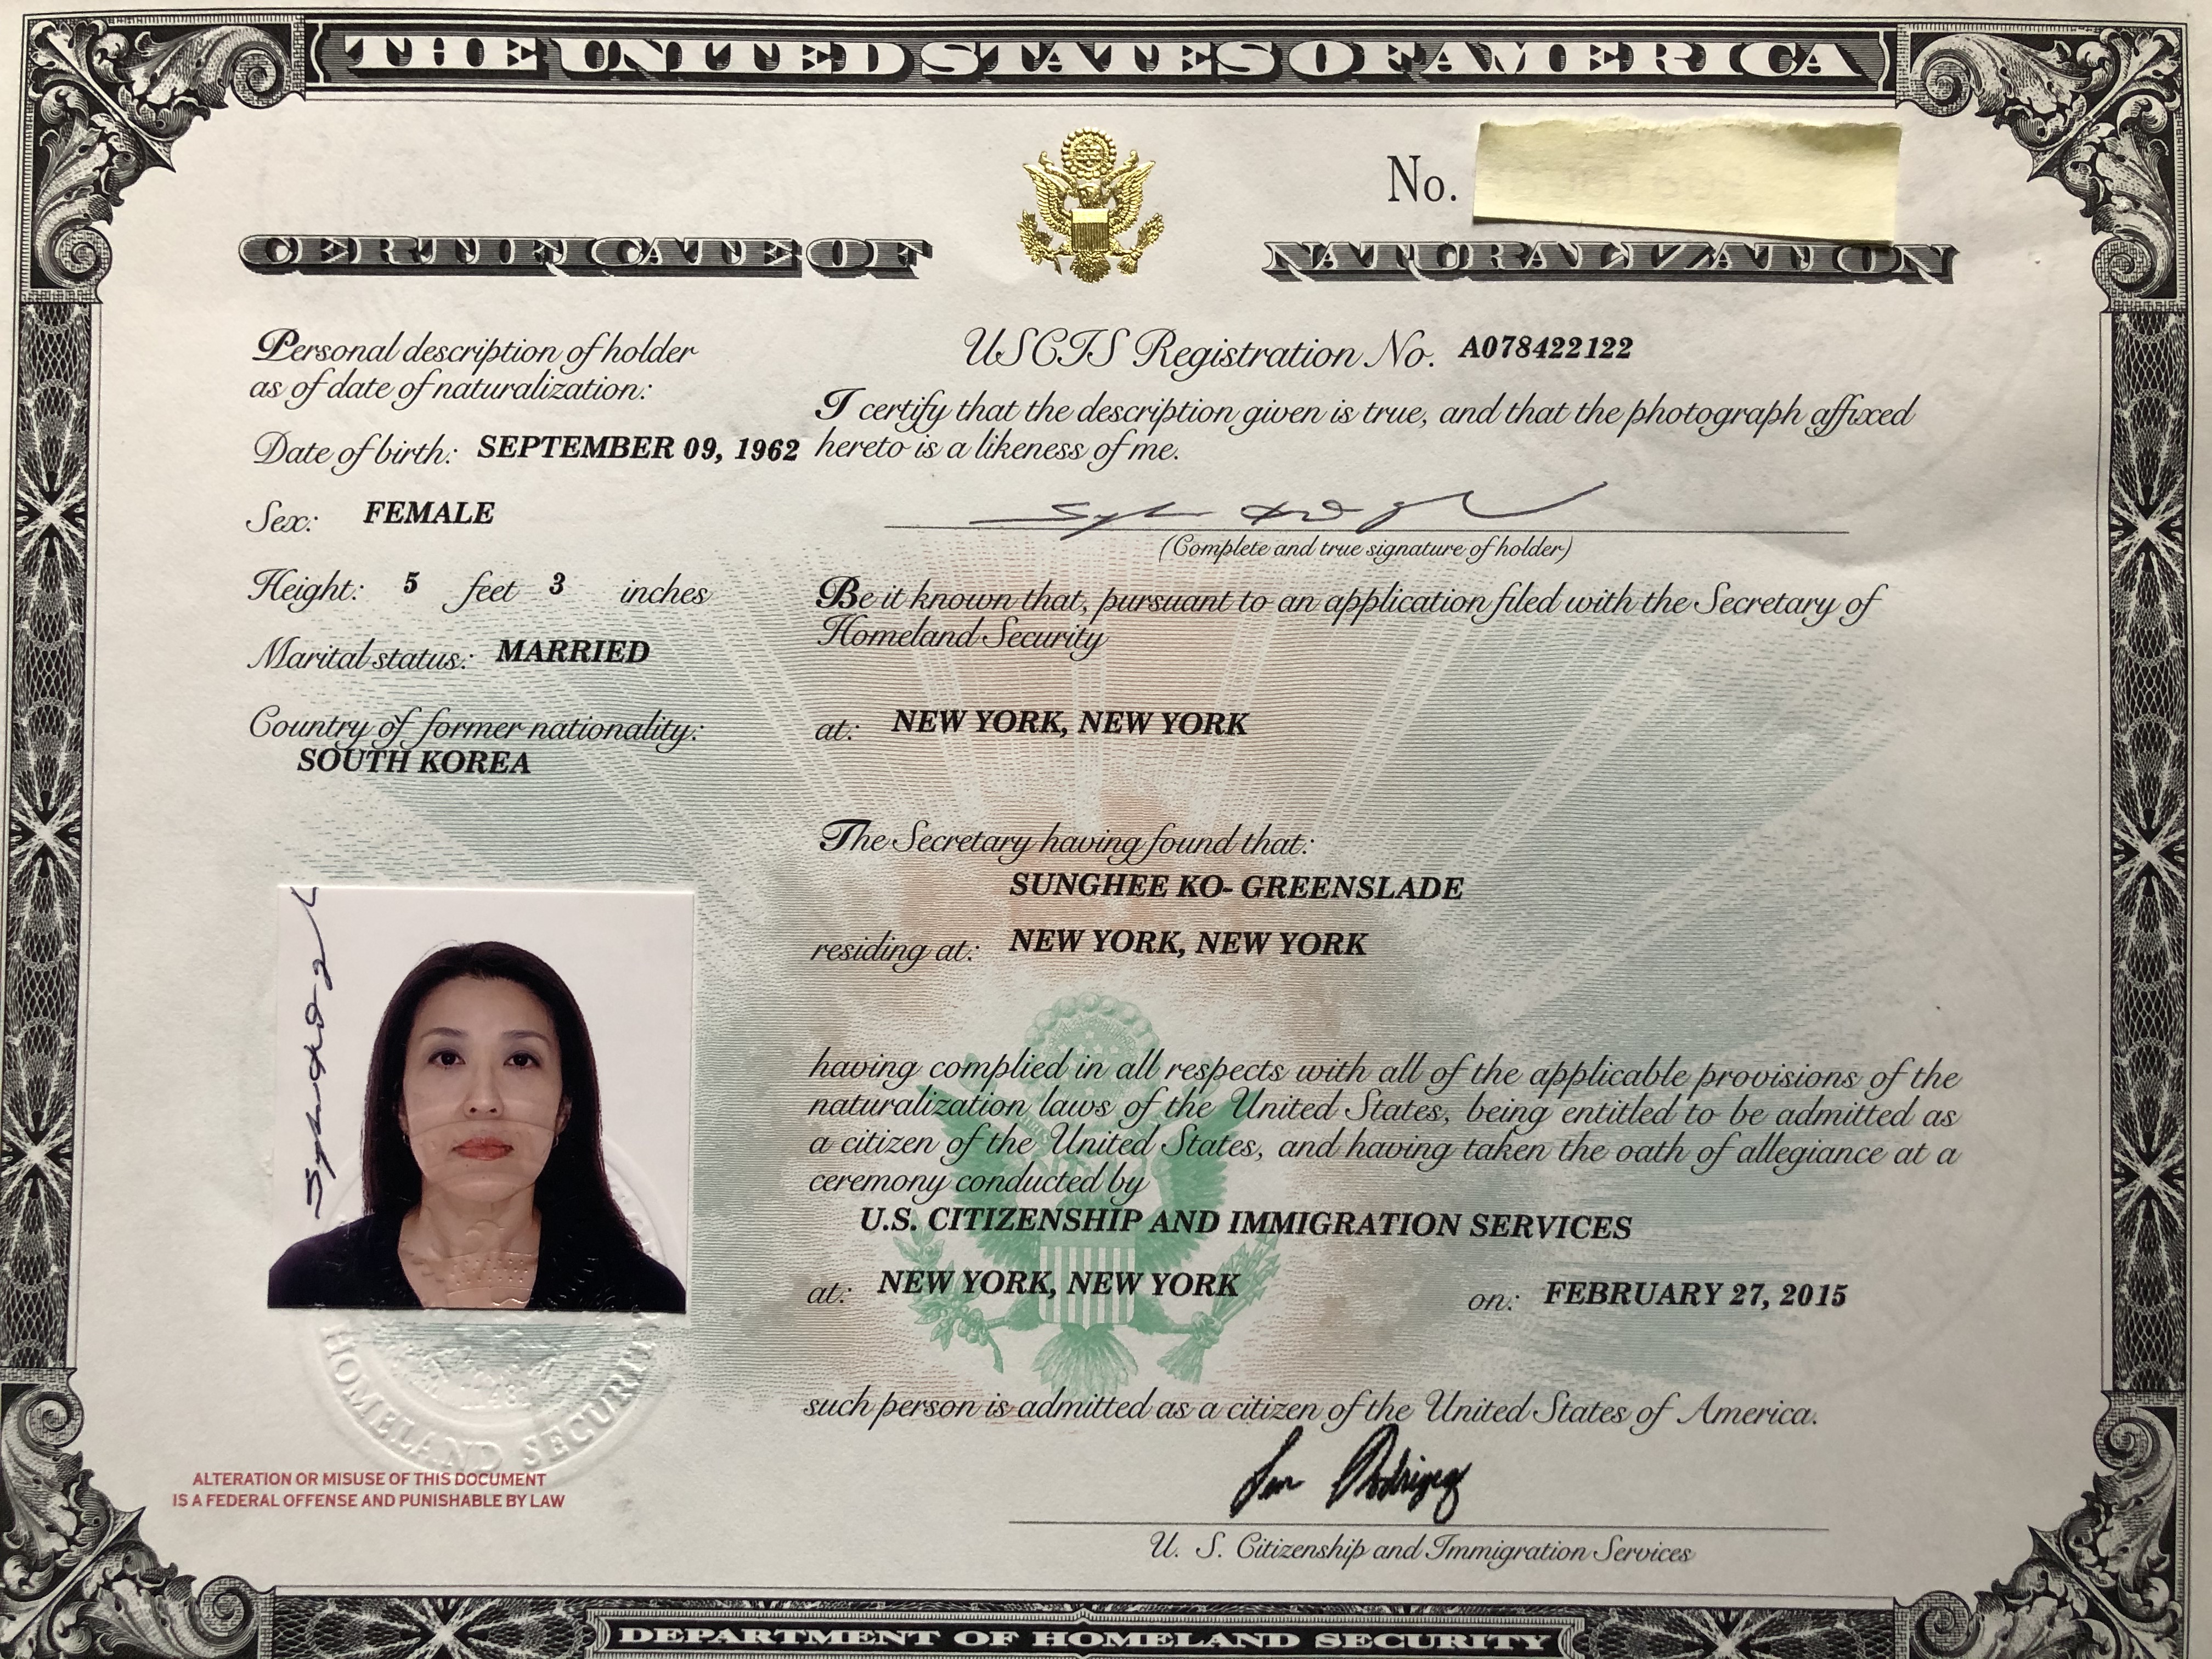 THE UNITED STATES OF AMERICA
No.
CERTIFICATE OF NATURALIZATION
Personal description of holder
as of date of naturalization:
Date of birth: SEPTEMBER 09, 1962
Sex: FEMALE
Height: 5 feet 3 inches
Marital status: MARRIED
Country of former nationality:
SOUTH KOREA
USCIS Registration No. A078422122
I certify that the description given is true, and that the photograph affixed
hereto is a likeness of me.
(Complete and true signature of holder)
Be it known that, pursuant to an application filed with the Secretary of
Homeland Security
at: NEW YORK, NEW YORK
The Secretary having found that:
SUNGHEE KO- GREENSLADE
residing at: NEW YORK, NEW YORK
having complied in all respects with all of the applicable provisions of the
naturalization laws of the United States, being entitled to be admitted as
a citizen of the United States, and having taken the oath of allegiance at a
ceremony conducted by
U.S. CITIZENSHIP AND IMMIGRATION SERVICES
at: NEW YORK, NEW YORK on: FEBRUARY 27, 2015
such person is admitted as a citizen of the United States of America.
HOMELAND SECURITY
ALTERATION OR MISUSE OF THIS DOCUMENT
IS A FEDERAL OFFENSE AND PUNISHABLE BY LAW
U. S. Citizenship and Immigration Services
DEPARTMENT OF HOMELAND SECURITY